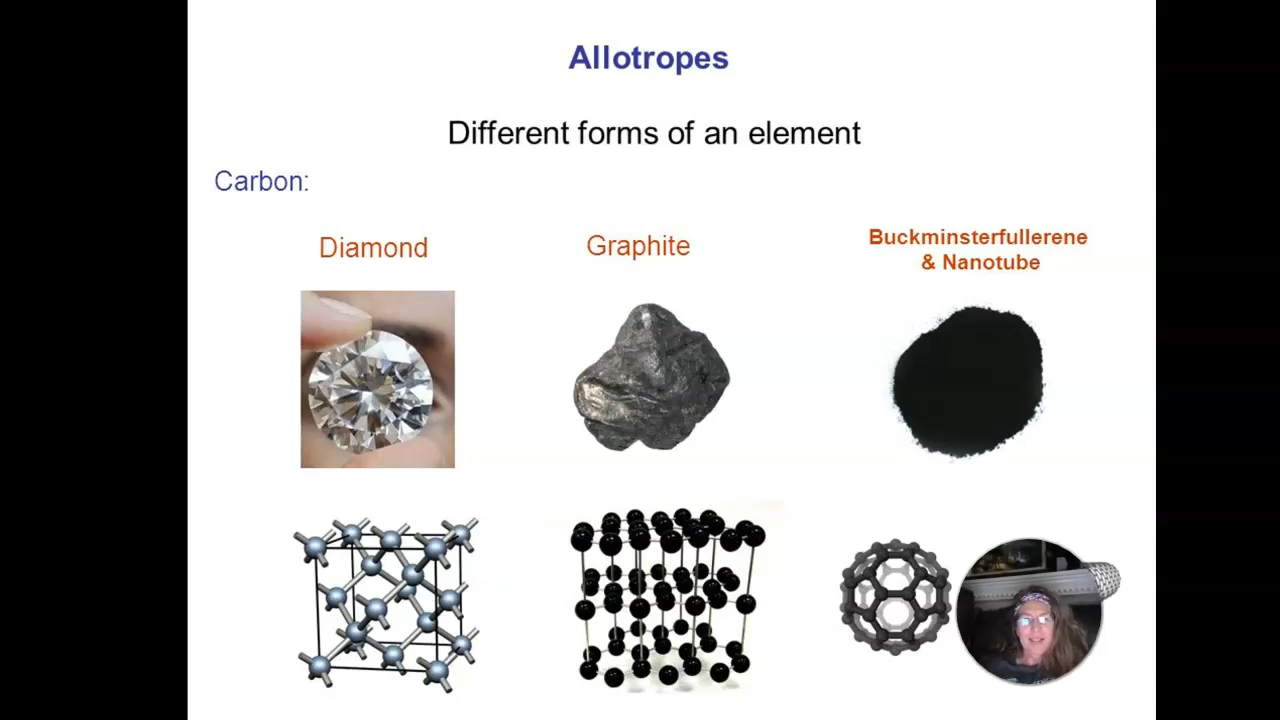 Allotropes
Different forms of an element
Carbon:
Diamond
Graphite
Buckminsterfullerene
& Nanotube